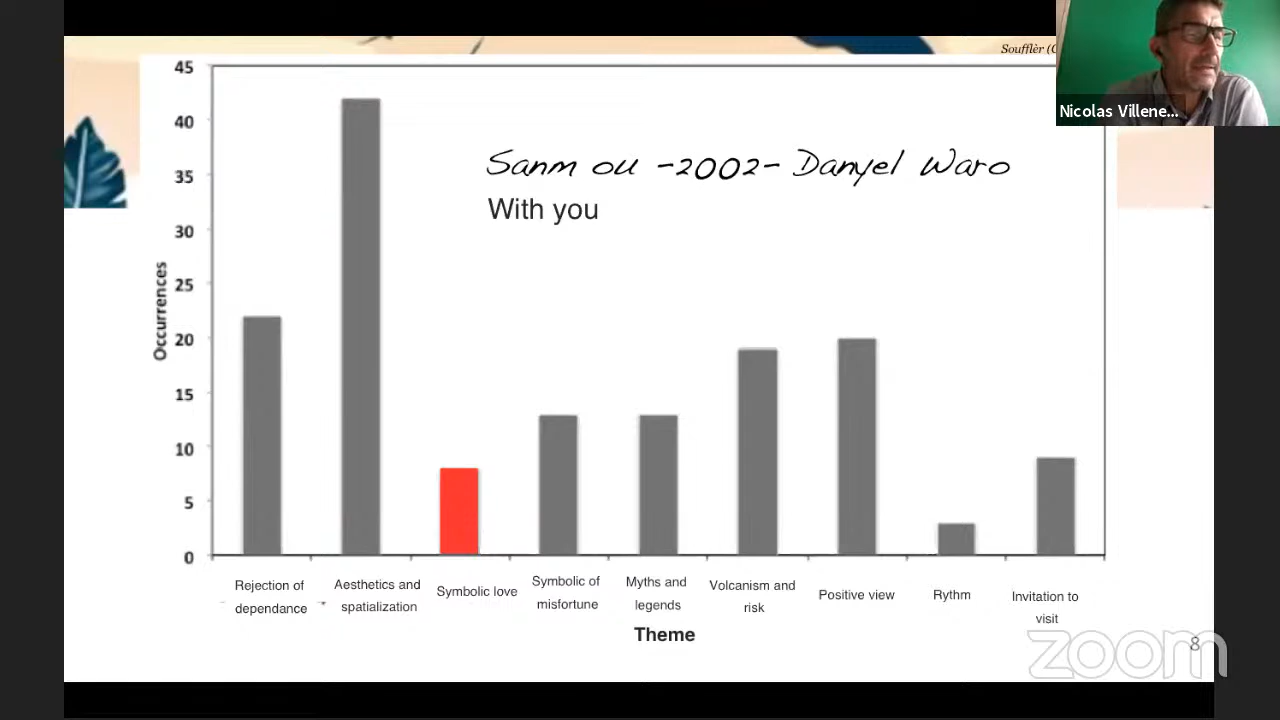 Soufflèr
Nicolas Villene...
45
40
35
30
25
20
15
10
5
0
Occurrences
Sanm ou -2002- Danyel Waro
With you
Rejection of
dependance
Aesthetics and
spatialization
Symbolic love
Symbolic of
misfortune
Myths and
legends
Volcanism and
risk
Positive view
Rythm
Invitation to
visit
Theme
zoom
8